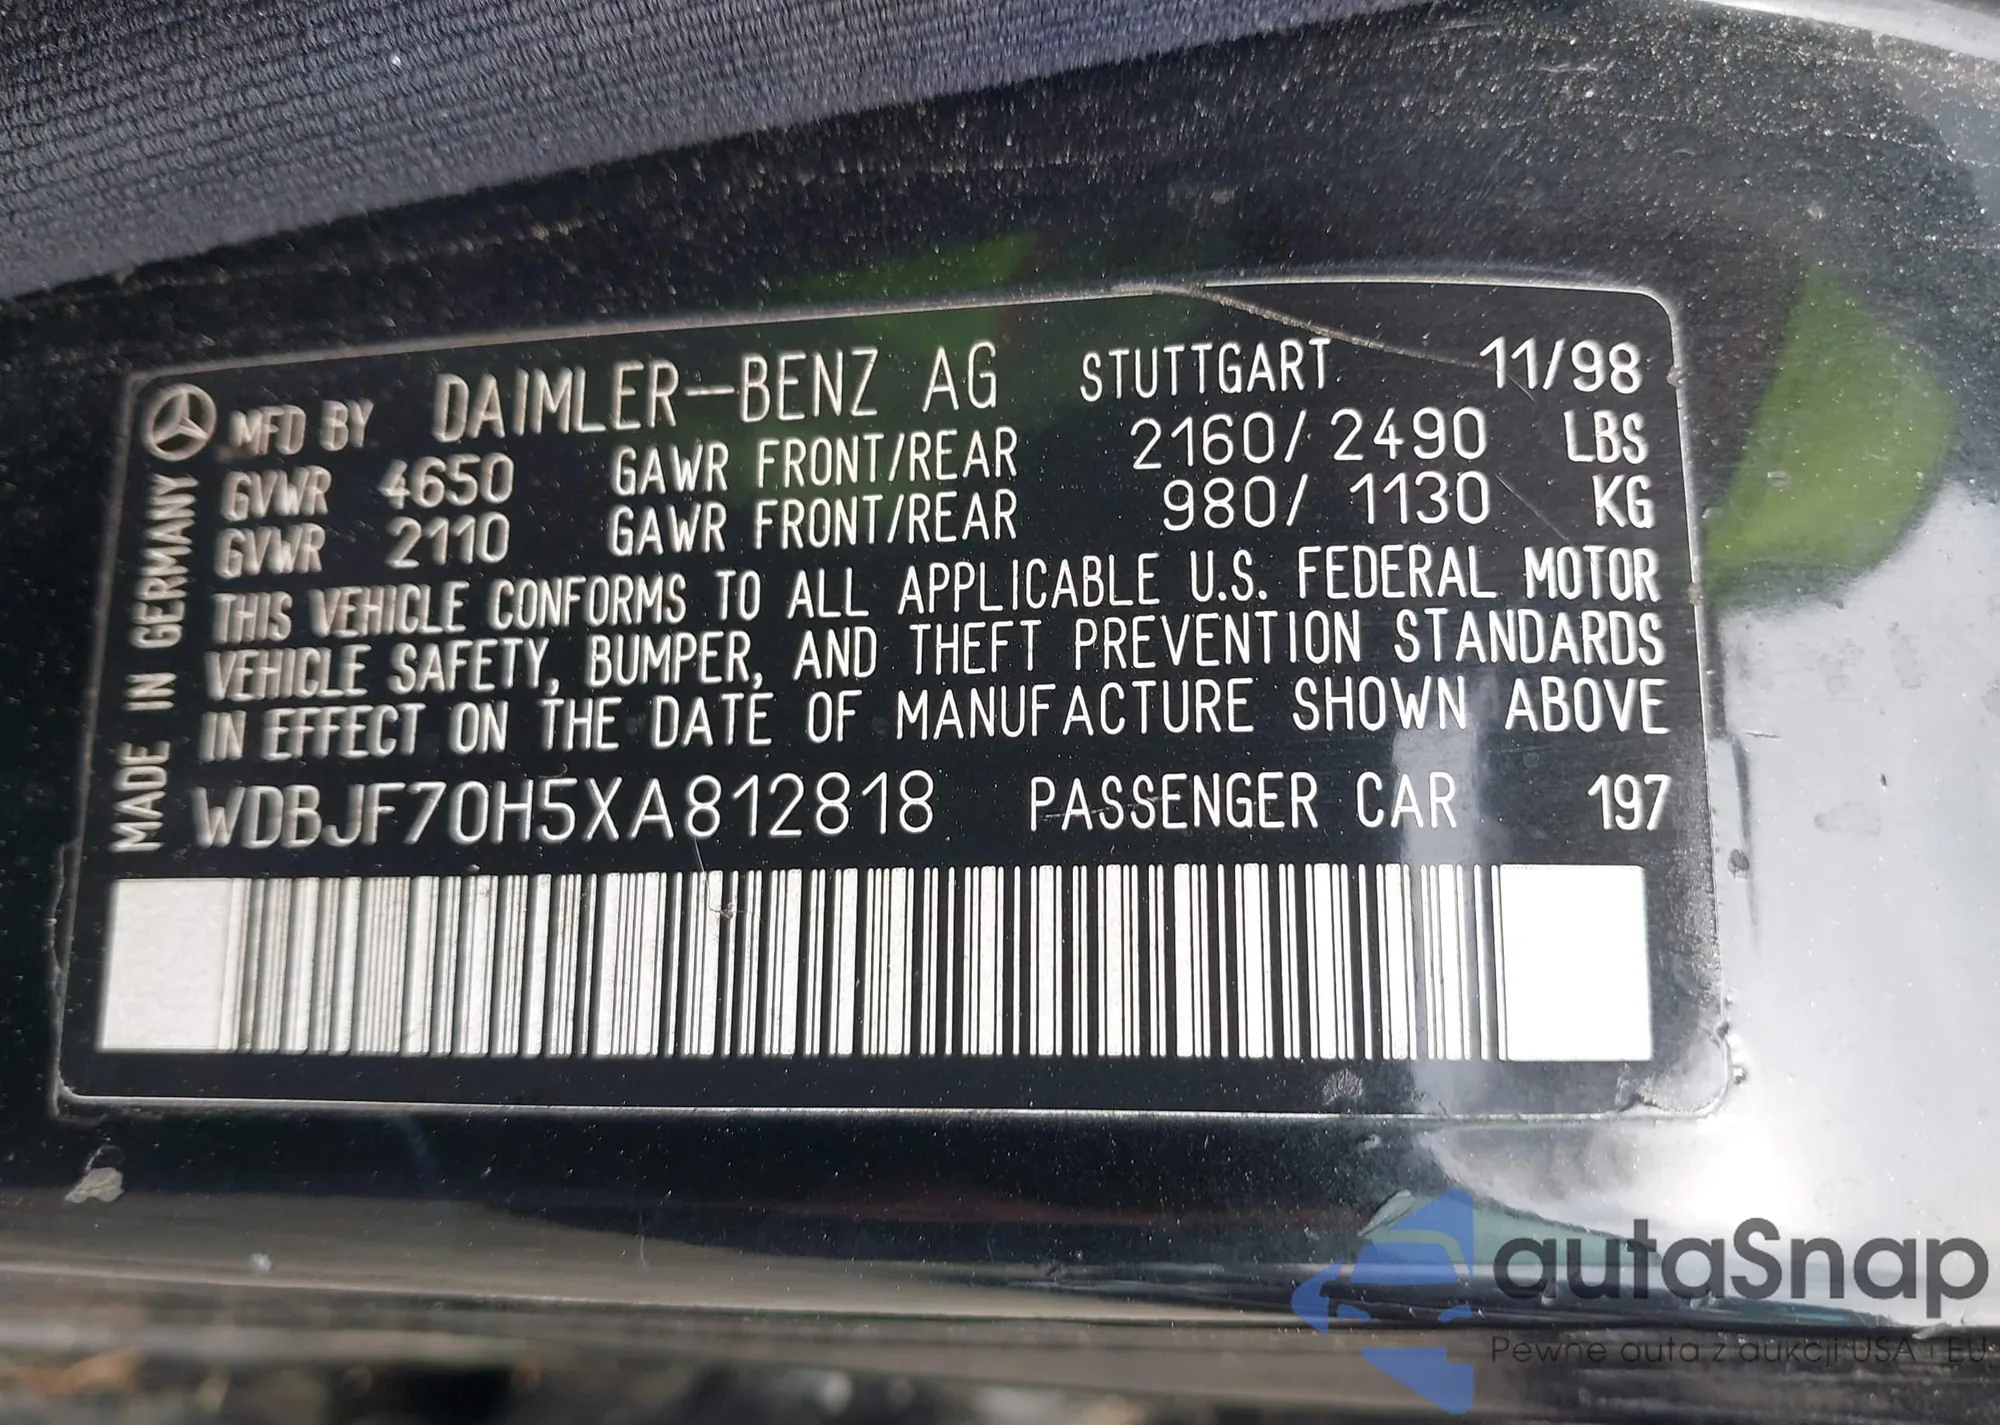 MFD BY DAIMLER-BENZ AG STUTTGART 11/98
GVWR 4650 GAWR FRONT/REAR 2160/2490 LBS
GVWR 2110 GAWR FRONT/REAR 980/1130 KG
THIS VEHICLE CONFORMS TO ALL APPLICABLE U.S. FEDERAL MOTOR
VEHICLE SAFETY, BUMPER, AND THEFT PREVENTION STANDARDS
IN EFFECT ON THE DATE OF MANUFACTURE SHOWN ABOVE
WDBJF70H5XA812818 PASSENGER CAR 197
MADE IN GERMANY
autaSnap
Pewne auta z aukcji USA i EU